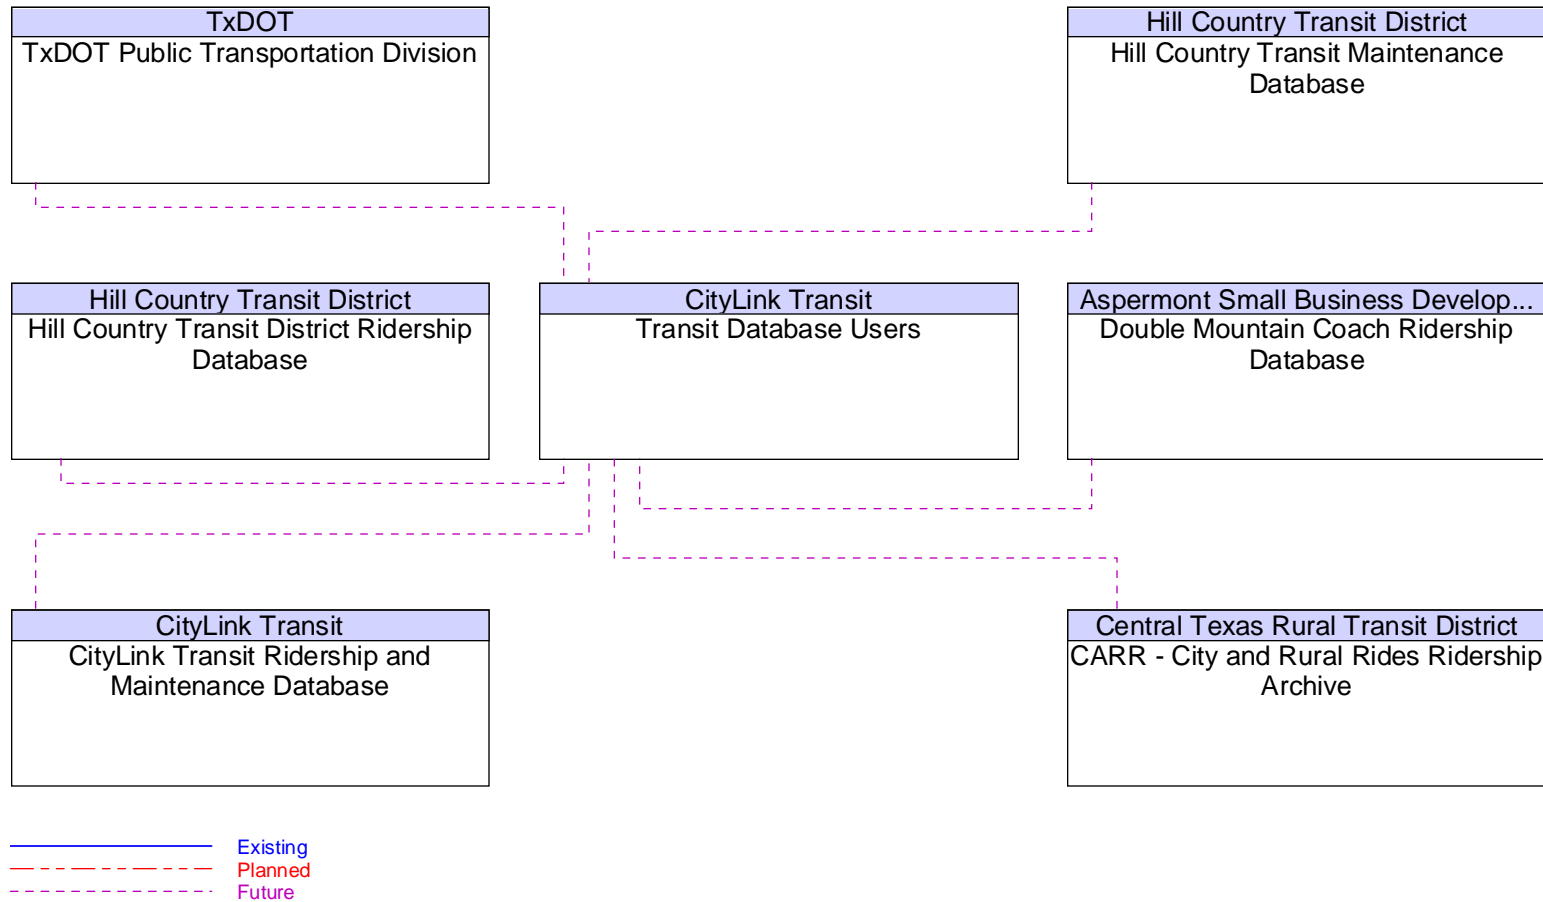 TxDOT
TxDOT Public Transportation Division
Hill Country Transit District
Hill Country Transit Maintenance
Database
Hill Country Transit District
Hill Country Transit District Ridership
Database
CityLink Transit
Transit Database Users
Aspermont Small Business Develop...
Double Mountain Coach Ridership
Database
CityLink Transit
CityLink Transit Ridership and
Maintenance Database
Central Texas Rural Transit District
CARR - City and Rural Rides Ridership
Archive
Existing
Planned
Future